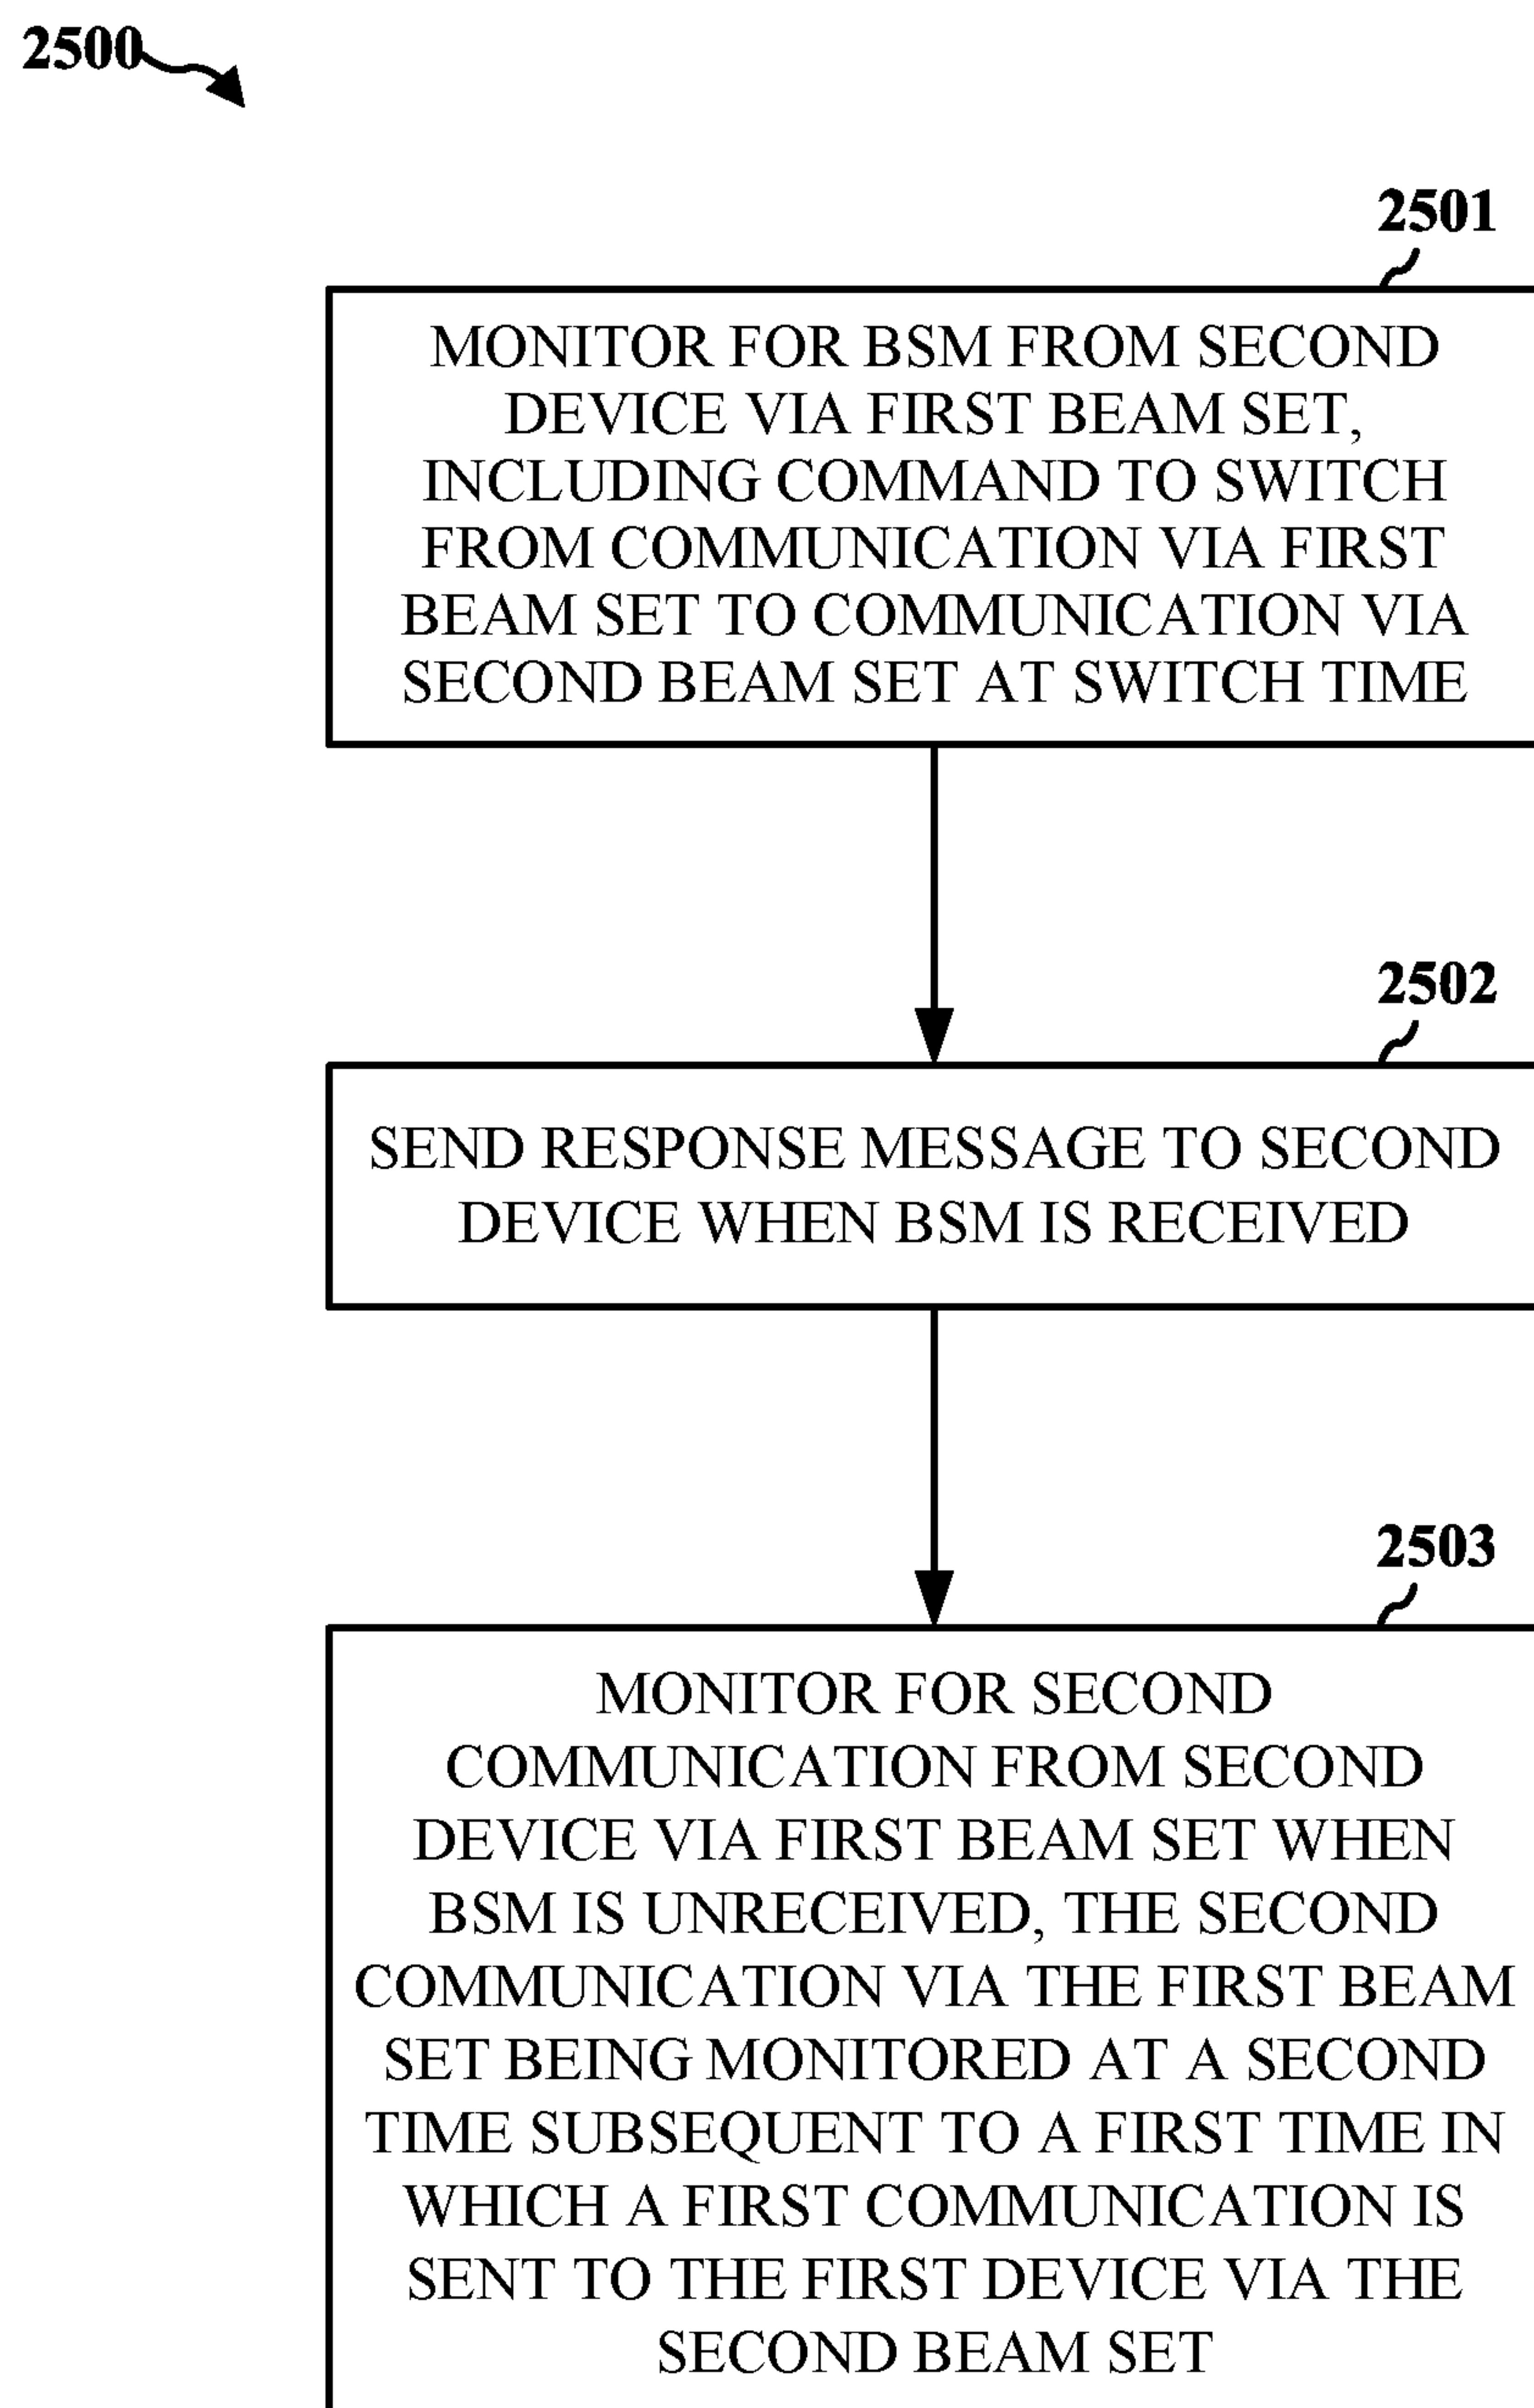 2500
2501
MONITOR FOR BSM FROM SECOND
DEVICE VIA FIRST BEAM SET,
INCLUDING COMMAND TO SWITCH
FROM COMMUNICATION VIA FIRST
BEAM SET TO COMMUNICATION VIA
SECOND BEAM SET AT SWITCH TIME
2502
SEND RESPONSE MESSAGE TO SECOND
DEVICE WHEN BSM IS RECEIVED
2503
MONITOR FOR SECOND
COMMUNICATION FROM SECOND
DEVICE VIA FIRST BEAM SET WHEN
BSM IS UNRECEIVED, THE SECOND
COMMUNICATION VIA THE FIRST BEAM
SET BEING MONITORED AT A SECOND
TIME SUBSEQUENT TO A FIRST TIME IN
WHICH A FIRST COMMUNICATION IS
SENT TO THE FIRST DEVICE VIA THE
SECOND BEAM SET